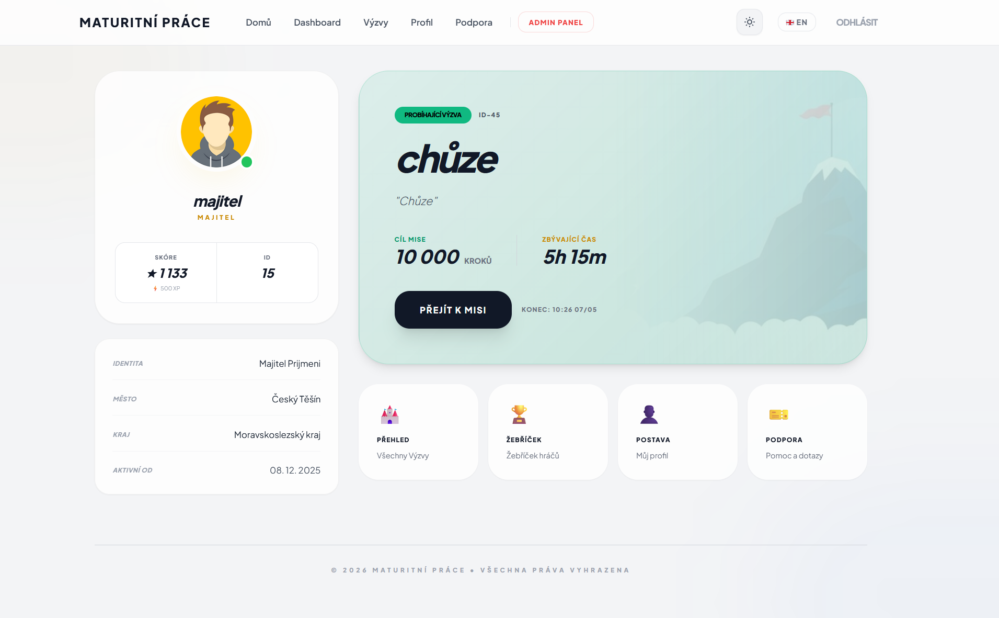 MATURITNÍ PRÁCE
Domů
Dashboard
Výzvy
Profil
Podpora
ADMIN PANEL
EN
ODHLÁSIT
majitel
MAJITEL
SKÓRE
★ 1 133
500 XP
ID
15
IDENTITA
Majitel Prijmeni
MĚSTO
Český Těšín
KRAJ
Moravskoslezský kraj
AKTIVNÍ OD
08. 12. 2025
PROBÍHAJÍCÍ VÝZVA
ID-45
chůze
"Chůze"
CÍL MISE
10 000 KROKŮ
ZBÝVAJÍCÍ ČAS
5h 15m
PŘEJÍT K MISI
KONEC: 10:26 07/05
PŘEHLED
Všechny Výzvy
ŽEBŘÍČEK
Žebříček hráčů
POSTAVA
Můj profil
PODPORA
Pomoc a dotazy
© 2026 MATURITNÍ PRÁCE • VŠECHNA PRÁVA VYHRAZENA